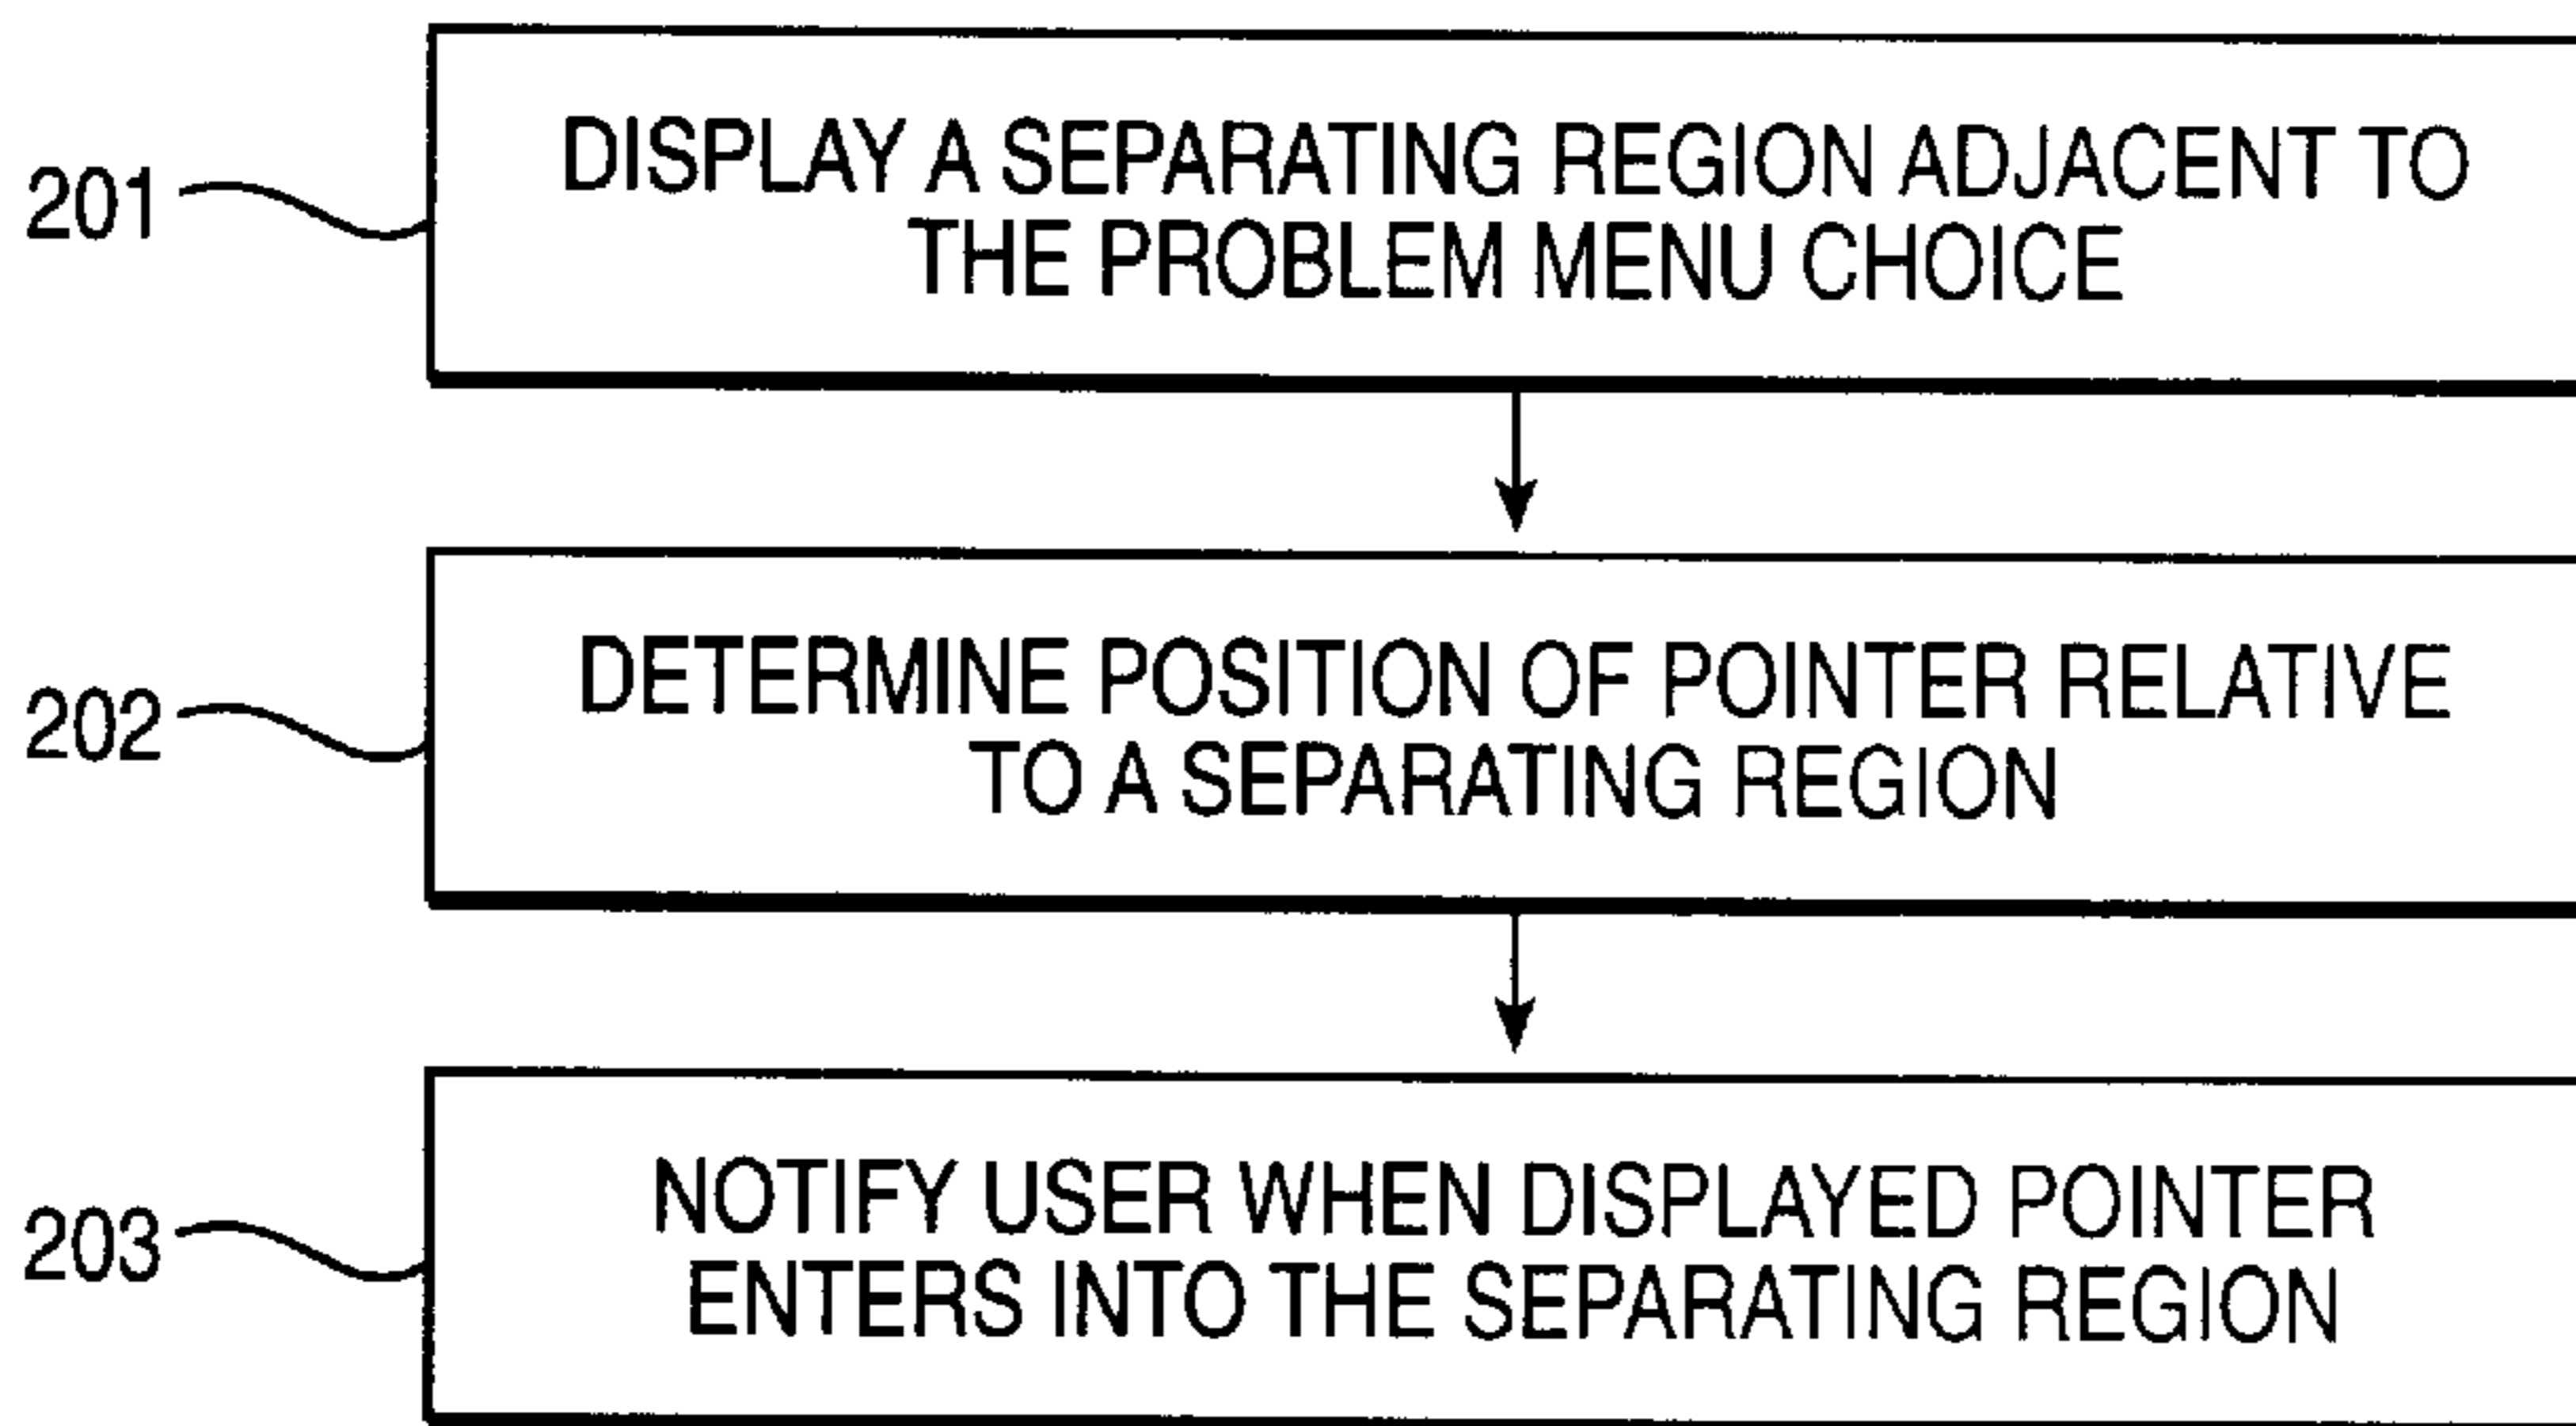 201
DISPLAY A SEPARATING REGION ADJACENT TO
THE PROBLEM MENU CHOICE
202
DETERMINE POSITION OF POINTER RELATIVE
TO A SEPARATING REGION
203
NOTIFY USER WHEN DISPLAYED POINTER
ENTERS INTO THE SEPARATING REGION